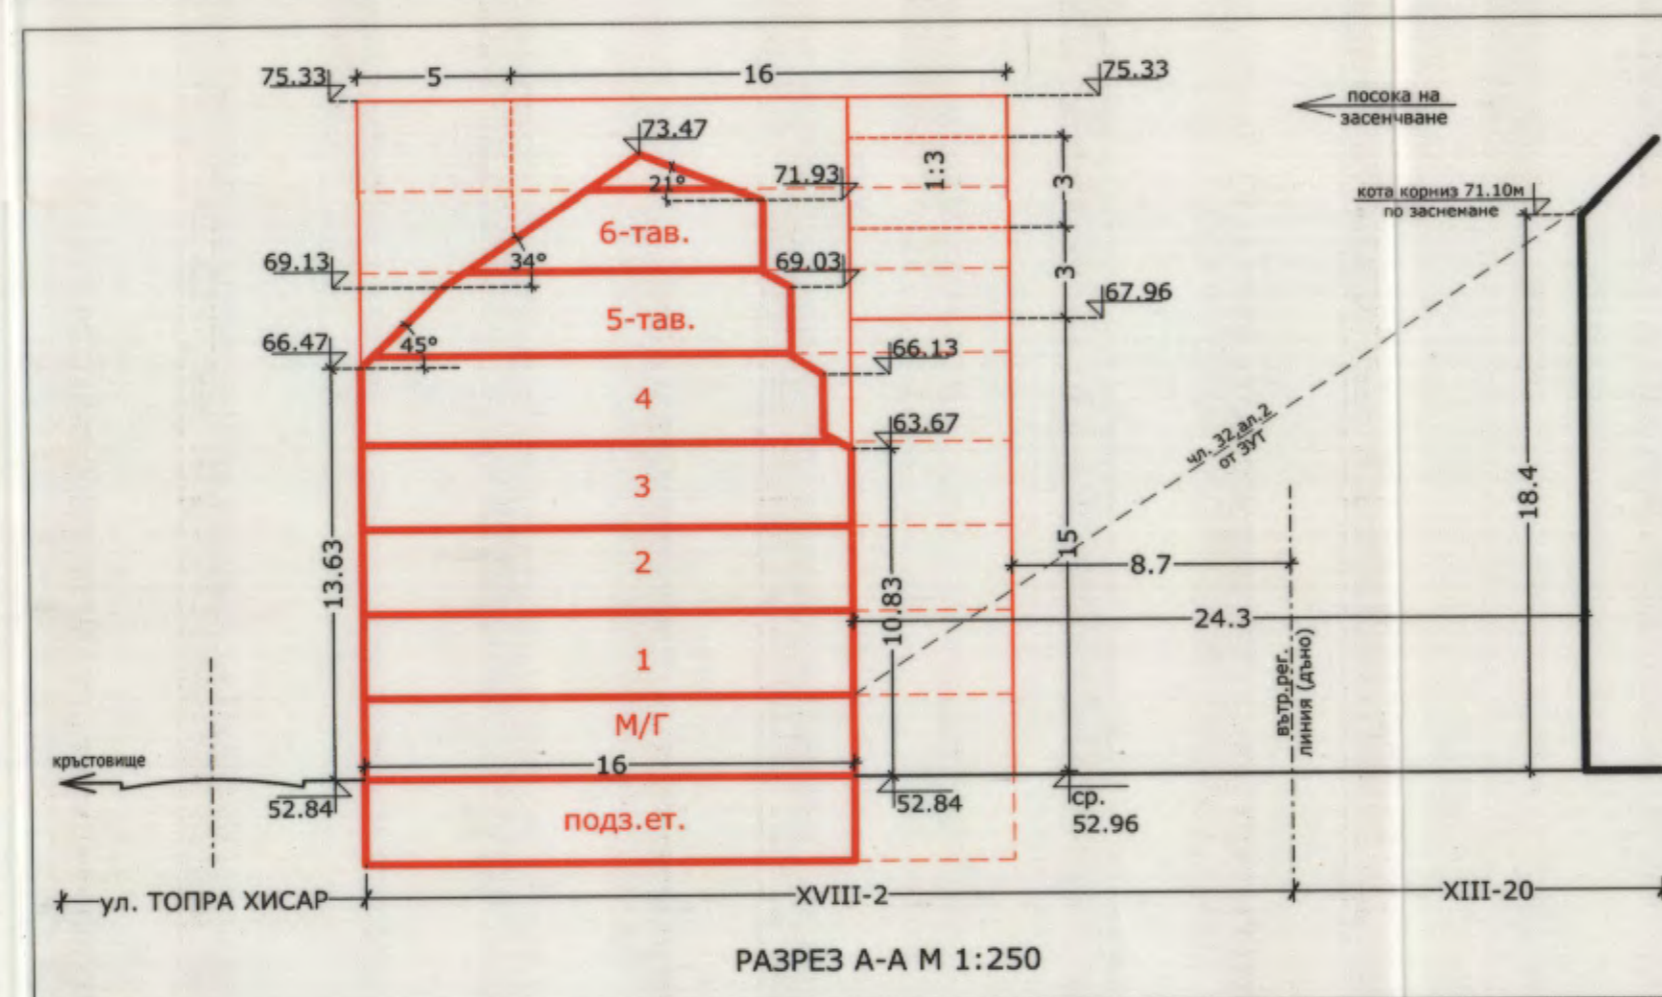 75.33
5
16
75.33
посока на
засенчване
73.47
21°
71.93
1:3
3
кота корниз 71.10м
по заснемане
6-тав.
69.13
34°
69.03
3
67.96
5-тав.
66.47
45°
66.13
4
63.67
чл. 32,ал.2
от ЗУТ
3
18.4
13.63
2
10.83
15
8.7
24.3
1
вътр.рег.
линия (дъно)
М/Г
кръстовище
16
52.84
52.84
ср.
52.96
подз.ет.
ул. ТОПРА ХИСАР
XVIII-2
XIII-20
РАЗРЕЗ А-А М 1:250